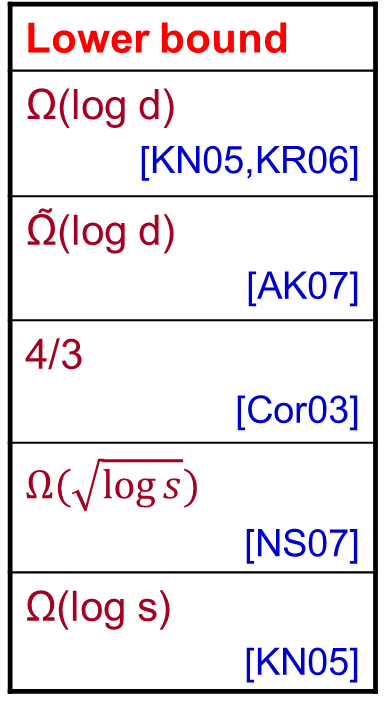 Lower bound
Ω(log d)
[KN05,KR06]
Ω̃(log d)
[AK07]
4/3
[Cor03]
Ω(√log s)
[NS07]
Ω(log s)
[KN05]